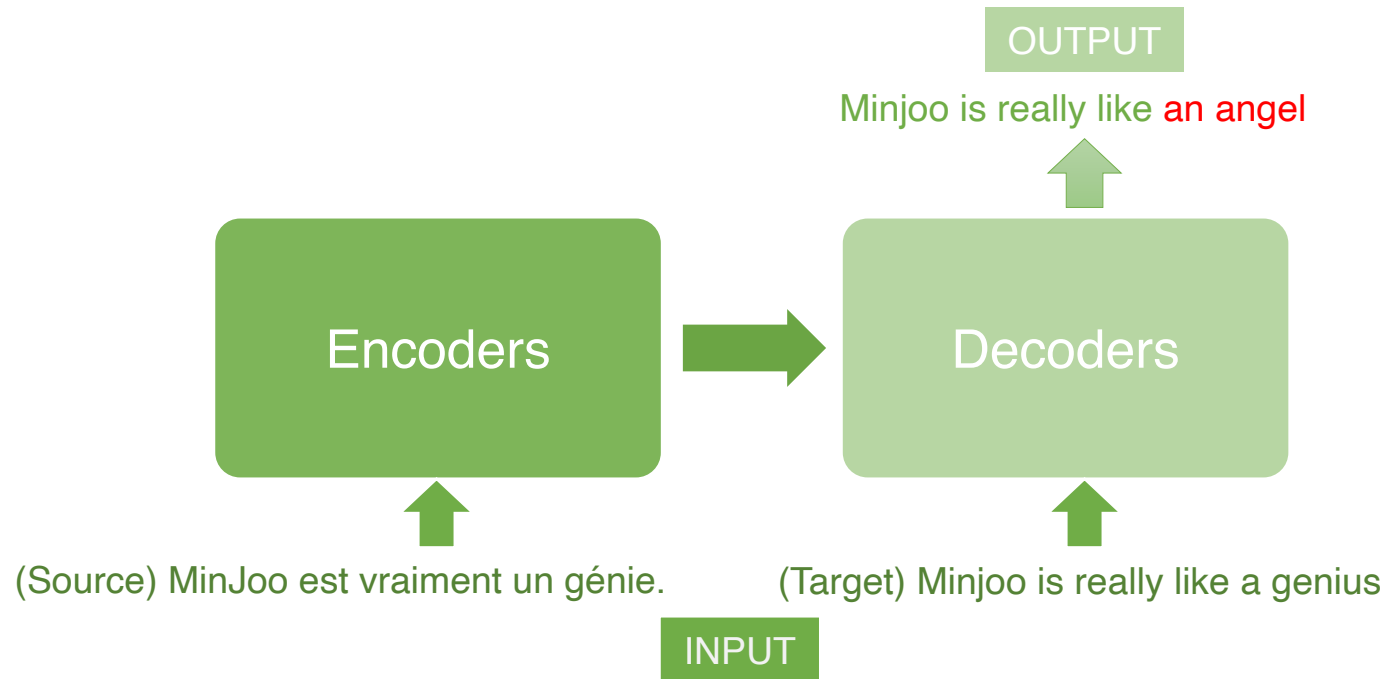 OUTPUT
Minjoo is really like an angel
Encoders
Decoders
(Source) MinJoo est vraiment un génie.
(Target) Minjoo is really like a genius
INPUT